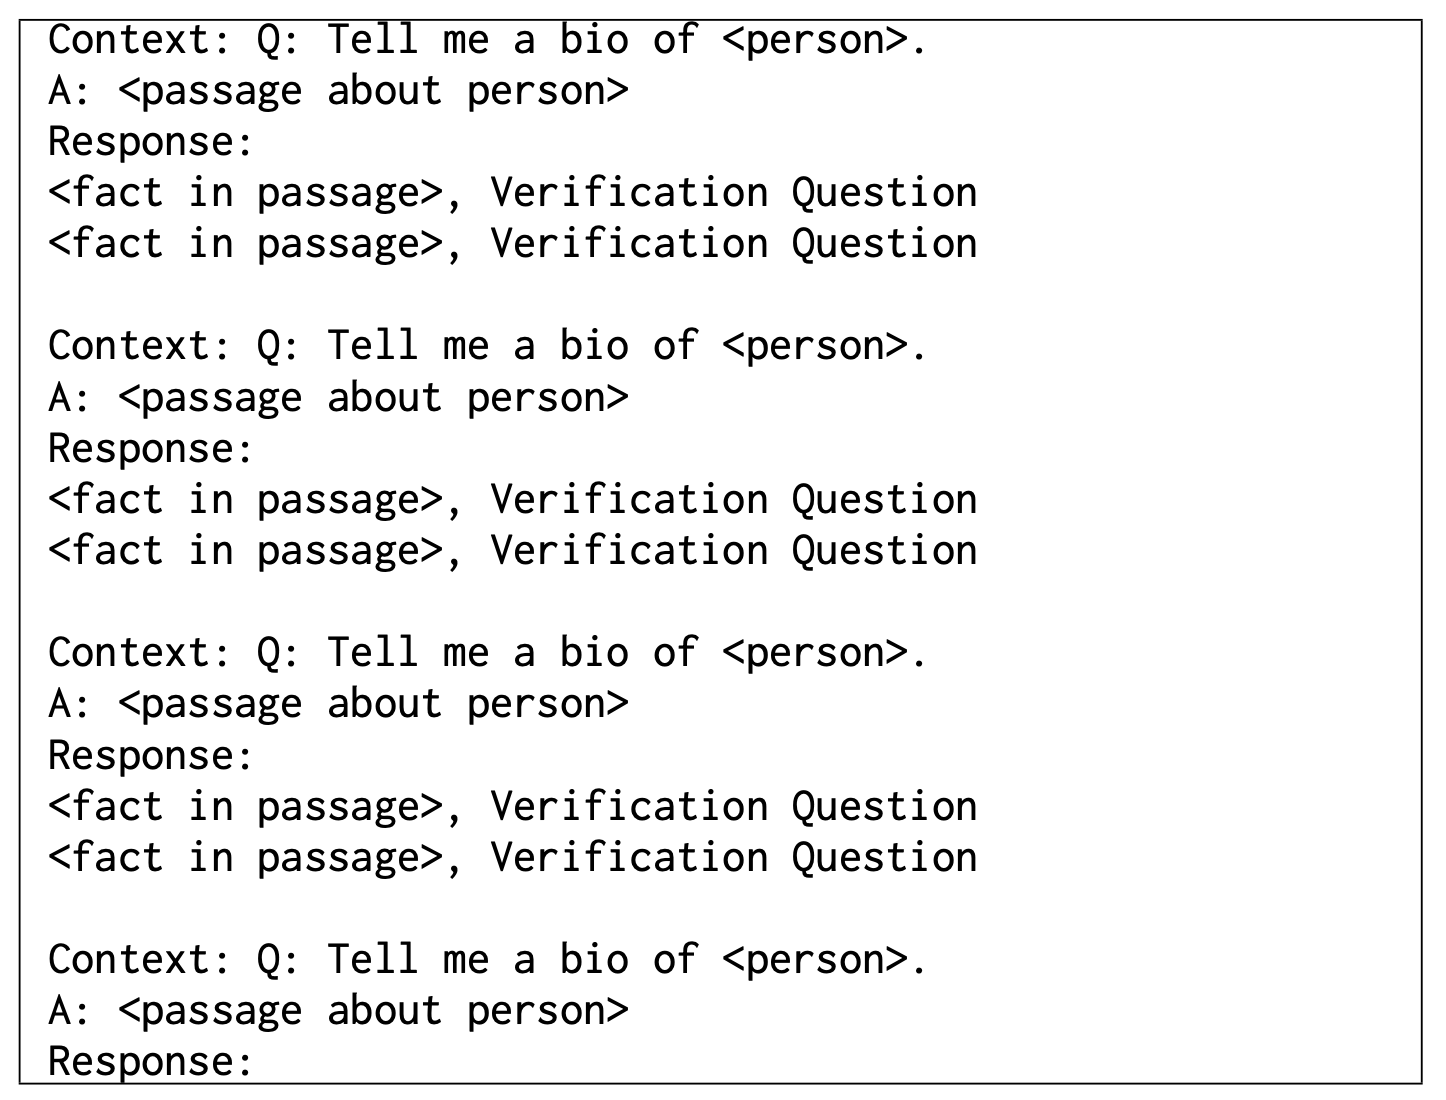 Context: Q: Tell me a bio of <person>.
A: <passage about person>
Response:
<fact in passage>, Verification Question
<fact in passage>, Verification Question

Context: Q: Tell me a bio of <person>.
A: <passage about person>
Response:
<fact in passage>, Verification Question
<fact in passage>, Verification Question

Context: Q: Tell me a bio of <person>.
A: <passage about person>
Response:
<fact in passage>, Verification Question
<fact in passage>, Verification Question

Context: Q: Tell me a bio of <person>.
A: <passage about person>
Response: